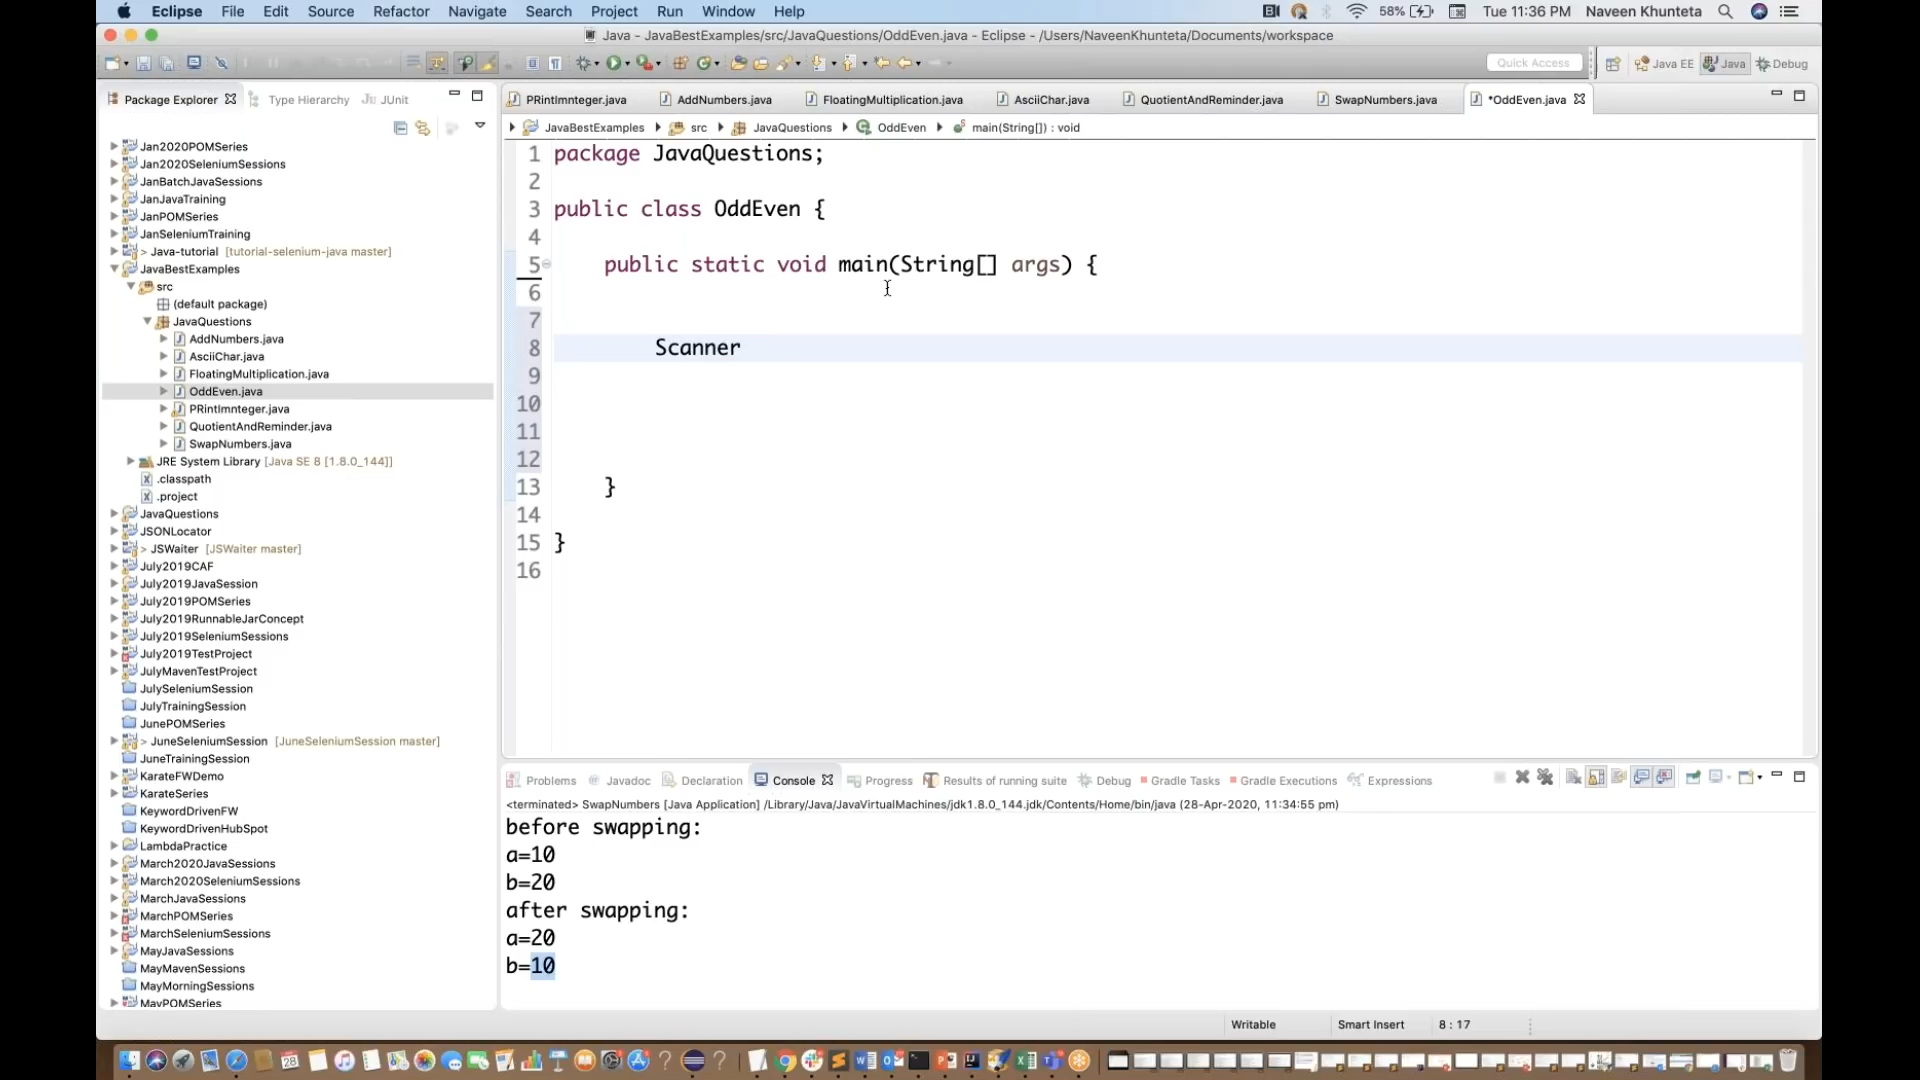 Eclipse File Edit Source Refactor Navigate Search Project Run Window Help 58% Tue 11:36 PM Naveen Khunteta
Java - JavaBestExamples/src/JavaQuestions/OddEven.java - Eclipse - /Users/NaveenKhunteta/Documents/workspace
Quick Access Java EE Java Debug
Package Explorer Type Hierarchy JUnit
PRintImnteger.java AddNumbers.java FloatingMultiplication.java AsciiChar.java QuotientAndReminder.java SwapNumbers.java *OddEven.java
JavaBestExamples src JavaQuestions OddEven main(String[]) : void
Jan2020POMSeries
Jan2020SeleniumSessions
JanBatchJavaSessions
JanJavaTraining
JanPOMSeries
JanSeleniumTraining
> Java-tutorial [tutorial-selenium-java master]
JavaBestExamples
src
(default package)
JavaQuestions
AddNumbers.java
AsciiChar.java
FloatingMultiplication.java
OddEven.java
PRintImnteger.java
QuotientAndReminder.java
SwapNumbers.java
JRE System Library [Java SE 8 [1.8.0_144]]
.classpath
.project
JavaQuestions
JSONLocator
> JSWaiter [JSWaiter master]
July2019CAF
July2019JavaSession
July2019POMSeries
July2019RunnableJarConcept
July2019SeleniumSessions
July2019TestProject
JulyMavenTestProject
JulySeleniumSession
JulyTrainingSession
JunePOMSeries
> JuneSeleniumSession [JuneSeleniumSession master]
JuneTrainingSession
KarateFWDemo
KarateSeries
KeywordDrivenFW
KeywordDrivenHubSpot
LambdaPractice
March2020JavaSessions
March2020SeleniumSessions
MarchJavaSessions
MarchPOMSeries
MarchSeleniumSessions
MayJavaSessions
MayMavenSessions
MayMorningSessions
MayPOMSeries
1 package JavaQuestions;
2
3 public class OddEven {
4
5 public static void main(String[] args) {
6
7
8 Scanner
9
10
11
12
13 }
14
15 }
16
Problems Javadoc Declaration Console Progress Results of running suite Debug Gradle Tasks Gradle Executions Expressions
<terminated> SwapNumbers [Java Application] /Library/Java/JavaVirtualMachines/jdk1.8.0_144.jdk/Contents/Home/bin/java (28-Apr-2020, 11:34:55 pm)
before swapping:
a=10
b=20
after swapping:
a=20
b=10
Writable Smart Insert 8 : 17